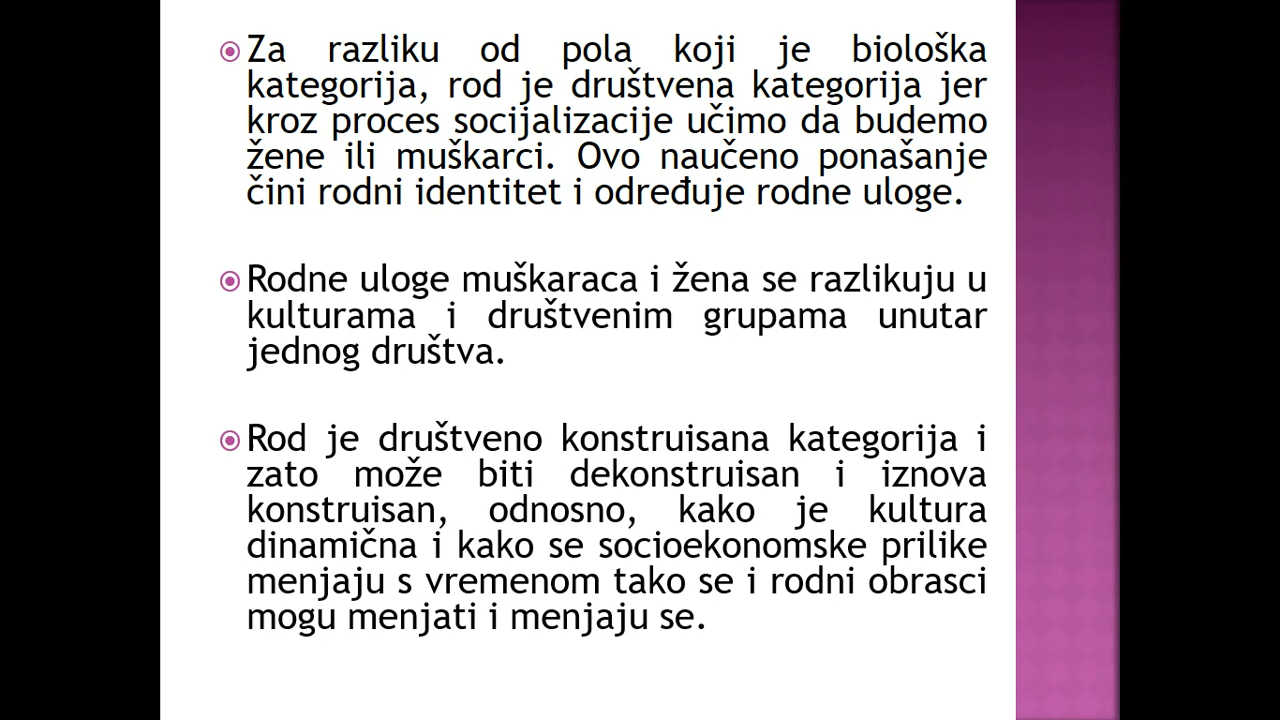 Za razliku od pola koji je biološka
kategorija, rod je društvena kategorija jer
kroz proces socijalizacije učimo da budemo
žene ili muškarci. Ovo naučeno ponašanje
čini rodni identitet i određuje rodne uloge.
Rodne uloge muškaraca i žena se razlikuju u
kulturama i društvenim grupama unutar
jednog društva.
Rod je društveno konstruisana kategorija i
zato može biti dekonstruisan i iznova
konstruisan, odnosno, kako je kultura
dinamična i kako se socioekonomske prilike
menjaju s vremenom tako se i rodni obrasci
mogu menjati i menjaju se.